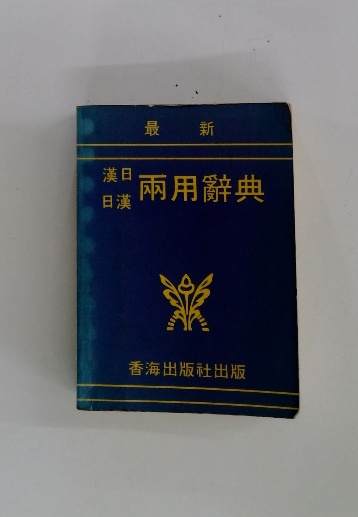 最 新
漢日
日漢 兩用辭典
香海出版社出版